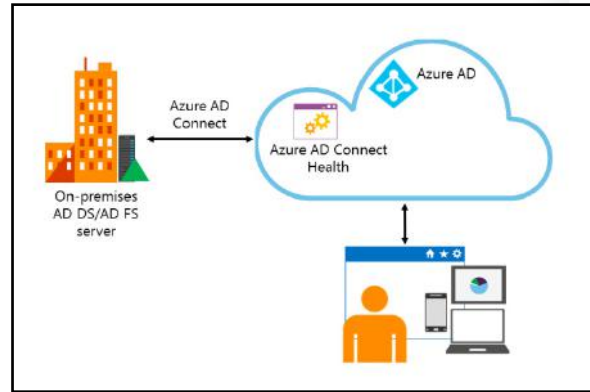 Azure AD
Azure AD
Connect
Azure AD Connect
Health
On-premises
AD DS/AD FS
server